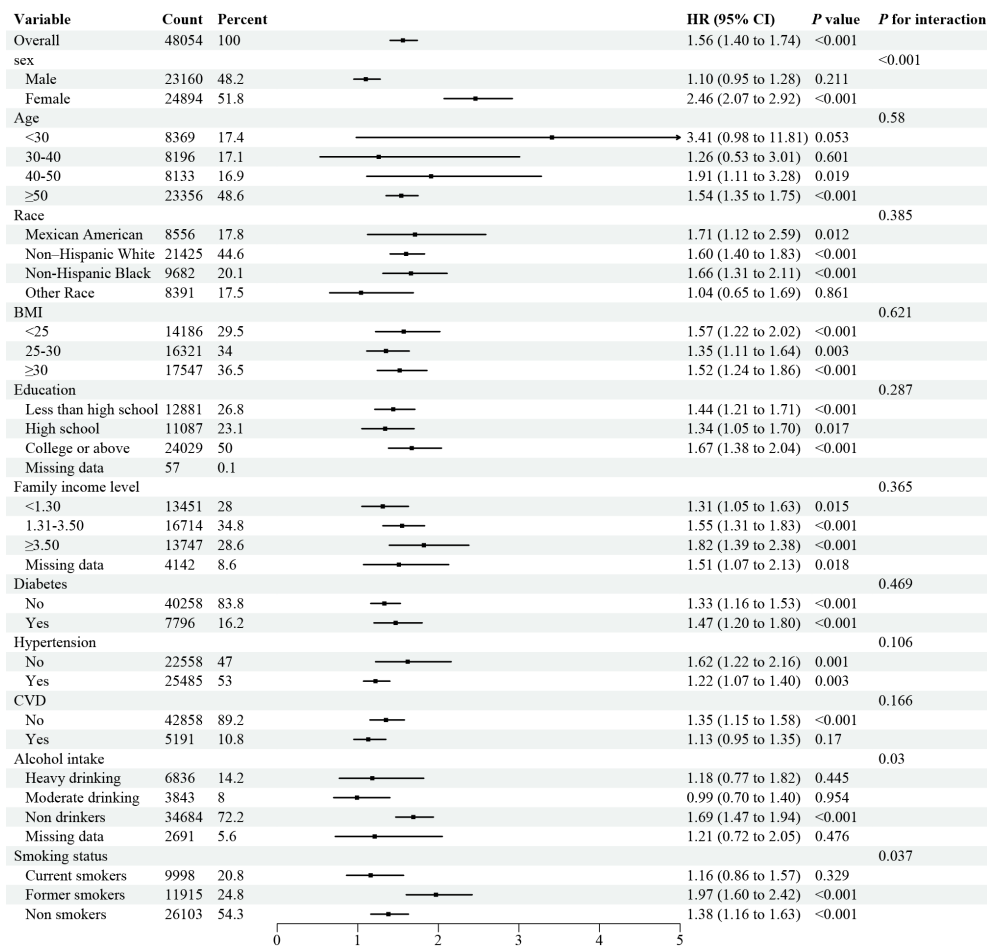 Variable Count Percent HR (95% CI) P value P for interaction
Overall 48054 100 1.56 (1.40 to 1.74) <0.001
sex <0.001
Male 23160 48.2 1.10 (0.95 to 1.28) 0.211
Female 24894 51.8 2.46 (2.07 to 2.92) <0.001
Age 0.58
<30 8369 17.4 3.41 (0.98 to 11.81) 0.053
30-40 8196 17.1 1.26 (0.53 to 3.01) 0.601
40-50 8133 16.9 1.91 (1.11 to 3.28) 0.019
≥50 23356 48.6 1.54 (1.35 to 1.75) <0.001
Race 0.385
Mexican American 8556 17.8 1.71 (1.12 to 2.59) 0.012
Non–Hispanic White 21425 44.6 1.60 (1.40 to 1.83) <0.001
Non-Hispanic Black 9682 20.1 1.66 (1.31 to 2.11) <0.001
Other Race 8391 17.5 1.04 (0.65 to 1.69) 0.861
BMI 0.621
<25 14186 29.5 1.57 (1.22 to 2.02) <0.001
25-30 16321 34 1.35 (1.11 to 1.64) 0.003
≥30 17547 36.5 1.52 (1.24 to 1.86) <0.001
Education 0.287
Less than high school 12881 26.8 1.44 (1.21 to 1.71) <0.001
High school 11087 23.1 1.34 (1.05 to 1.70) 0.017
College or above 24029 50 1.67 (1.38 to 2.04) <0.001
Missing data 57 0.1
Family income level 0.365
<1.30 13451 28 1.31 (1.05 to 1.63) 0.015
1.31-3.50 16714 34.8 1.55 (1.31 to 1.83) <0.001
≥3.50 13747 28.6 1.82 (1.39 to 2.38) <0.001
Missing data 4142 8.6 1.51 (1.07 to 2.13) 0.018
Diabetes 0.469
No 40258 83.8 1.33 (1.16 to 1.53) <0.001
Yes 7796 16.2 1.47 (1.20 to 1.80) <0.001
Hypertension 0.106
No 22558 47 1.62 (1.22 to 2.16) 0.001
Yes 25485 53 1.22 (1.07 to 1.40) 0.003
CVD 0.166
No 42858 89.2 1.35 (1.15 to 1.58) <0.001
Yes 5191 10.8 1.13 (0.95 to 1.35) 0.17
Alcohol intake 0.03
Heavy drinking 6836 14.2 1.18 (0.77 to 1.82) 0.445
Moderate drinking 3843 8 0.99 (0.70 to 1.40) 0.954
Non drinkers 34684 72.2 1.69 (1.47 to 1.94) <0.001
Missing data 2691 5.6 1.21 (0.72 to 2.05) 0.476
Smoking status 0.037
Current smokers 9998 20.8 1.16 (0.86 to 1.57) 0.329
Former smokers 11915 24.8 1.97 (1.60 to 2.42) <0.001
Non smokers 26103 54.3 1.38 (1.16 to 1.63) <0.001
0 1 2 3 4 5